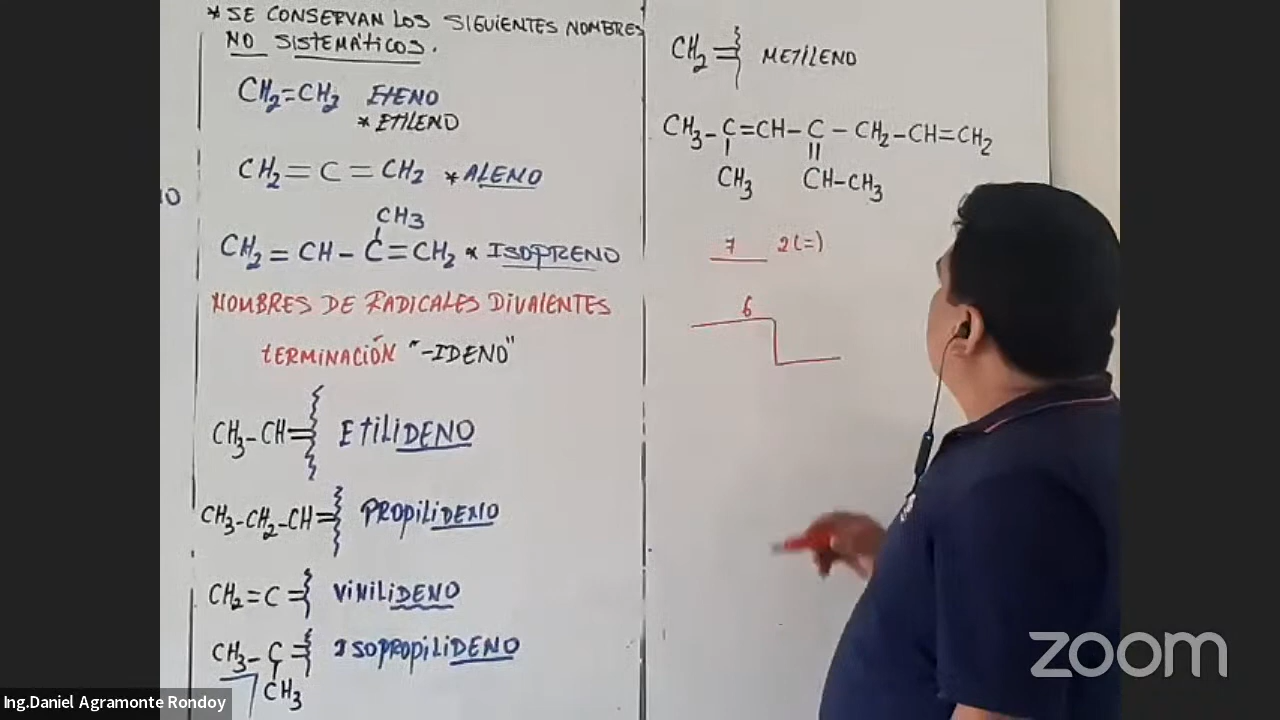 * SE CONSERVAN LOS SIGUIENTES NOMBRES
NO SISTEMÁTICOS.
CH2=CH2 ETENO
* ETILENO
CH2=C=CH2 * ALENO
CH3
CH2=CH-C=CH2 * ISOPRENO
NOMBRES DE RADICALES DIVALENTES
TERMINACIÓN "-IDENO"
CH3-CH= ETILIDENO
CH3-CH2-CH= PROPILIDENO
CH2=C= VINILIDENO
CH3-C= ISOPROPILIDENO
CH3
CH2= METILENO
CH3-C=CH-C-CH2-CH=CH2
CH3 CH-CH3
7 2(=)
6
zoom
Ing.Daniel Agramonte Rondoy